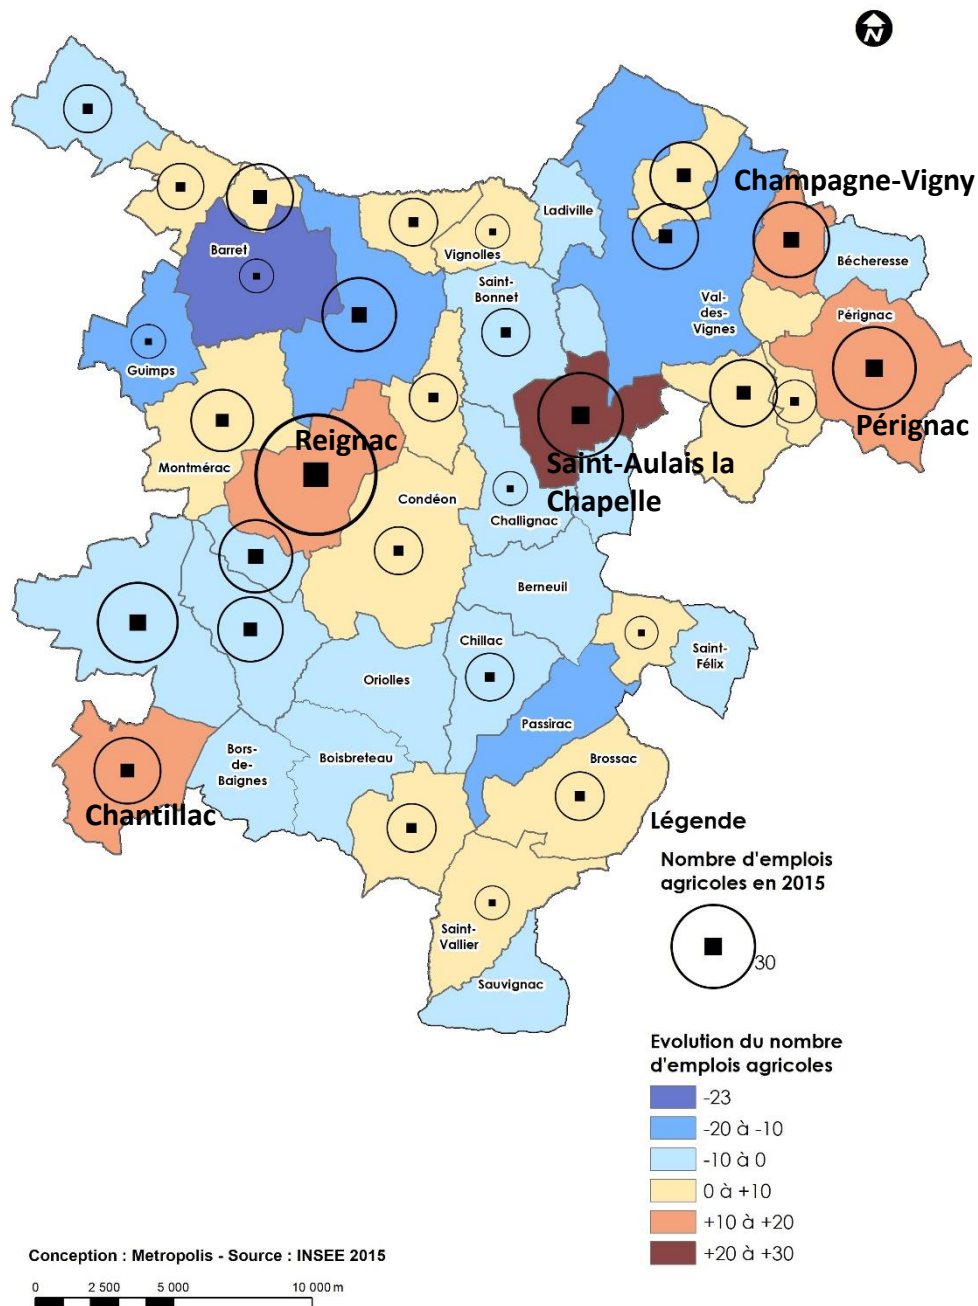 N
Champagne-Vigny
Ladiville
Barret
Vignolles
Bécheresse
Saint-
Bonnet
Val-
des-
Vignes
Pérignac
Guimps
Pérignac
Reignac
Saint-Aulais la
Chapelle
Montmérac
Condéon
Challignac
Berneuil
Chillac
Saint-
Félix
Oriolles
Passirac
Bors-
de-
Baignes
Boisbreteau
Brossac
Chantillac
Légende
Nombre d'emplois
agricoles en 2015
30
Saint-
Vallier
Sauvignac
Evolution du nombre
d'emplois agricoles
-23
-20 à -10
-10 à 0
0 à +10
+10 à +20
+20 à +30
Conception : Metropolis - Source : INSEE 2015
0 2 500 5 000 10 000 m